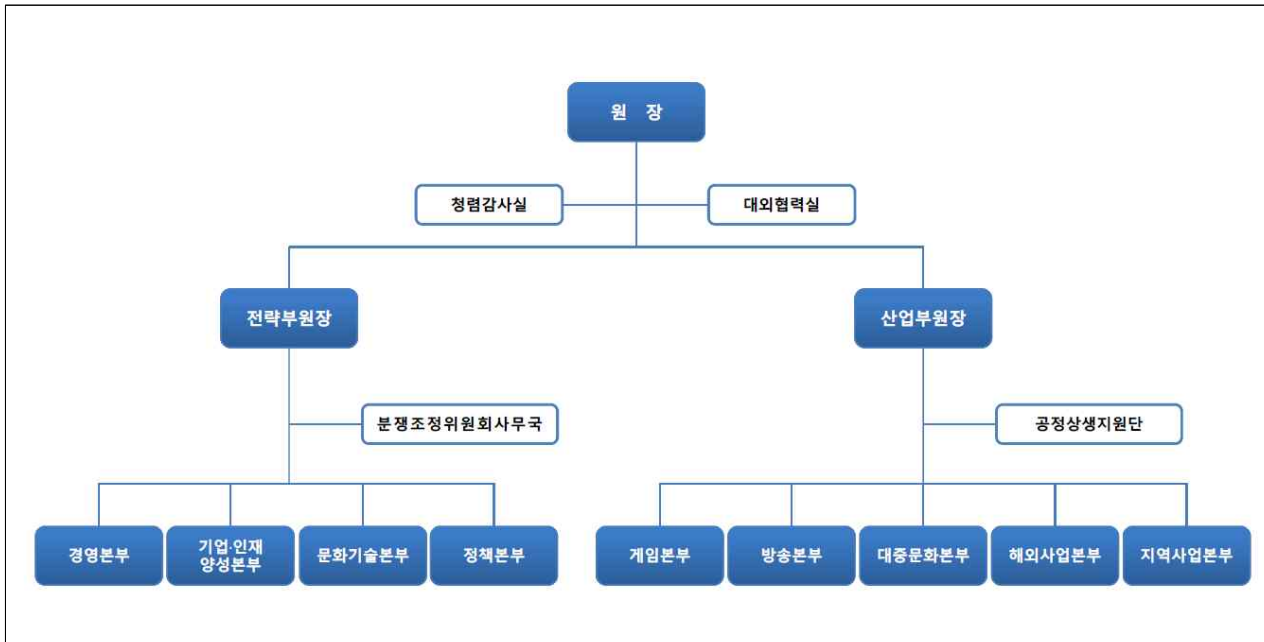 원 장
청렴감사실
대외협력실
전략부원장
산업부원장
분쟁조정위원회사무국
공정상생지원단
경영본부
기업·인재
양성본부
문화기술본부
정책본부
게임본부
방송본부
대중문화본부
해외사업본부
지역사업본부